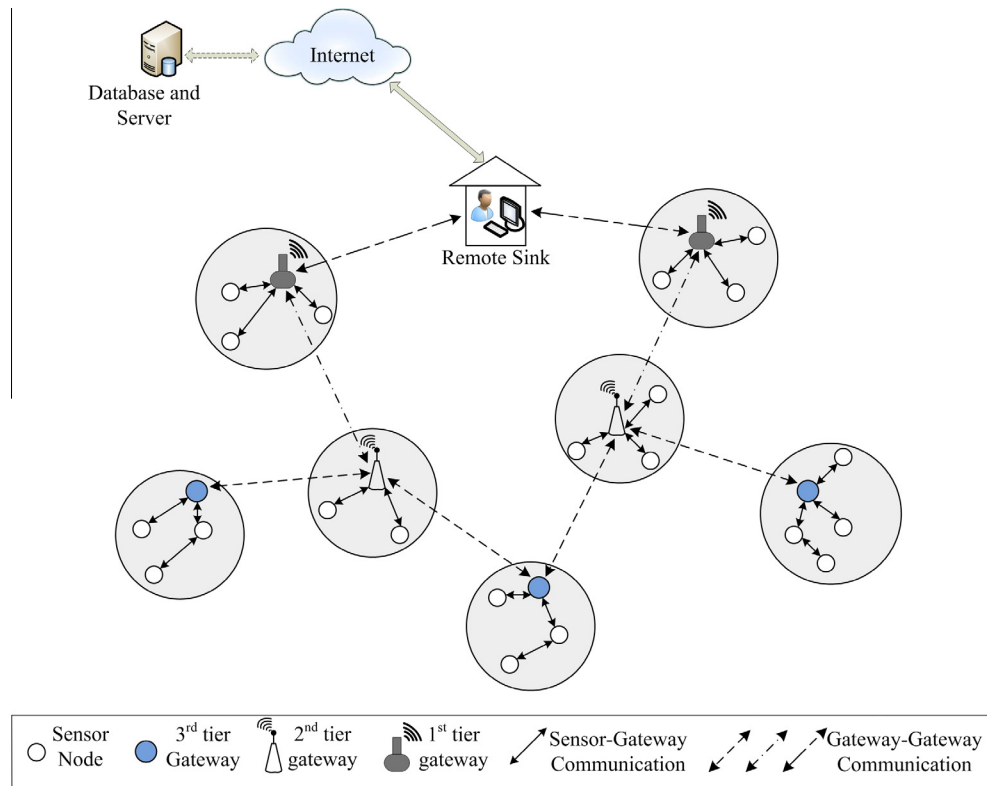 Internet
Database and
Server
Remote Sink
Sensor
Node
3rd tier
Gateway
2nd tier
gateway
1st tier
gateway
Sensor-Gateway
Communication
Gateway-Gateway
Communication